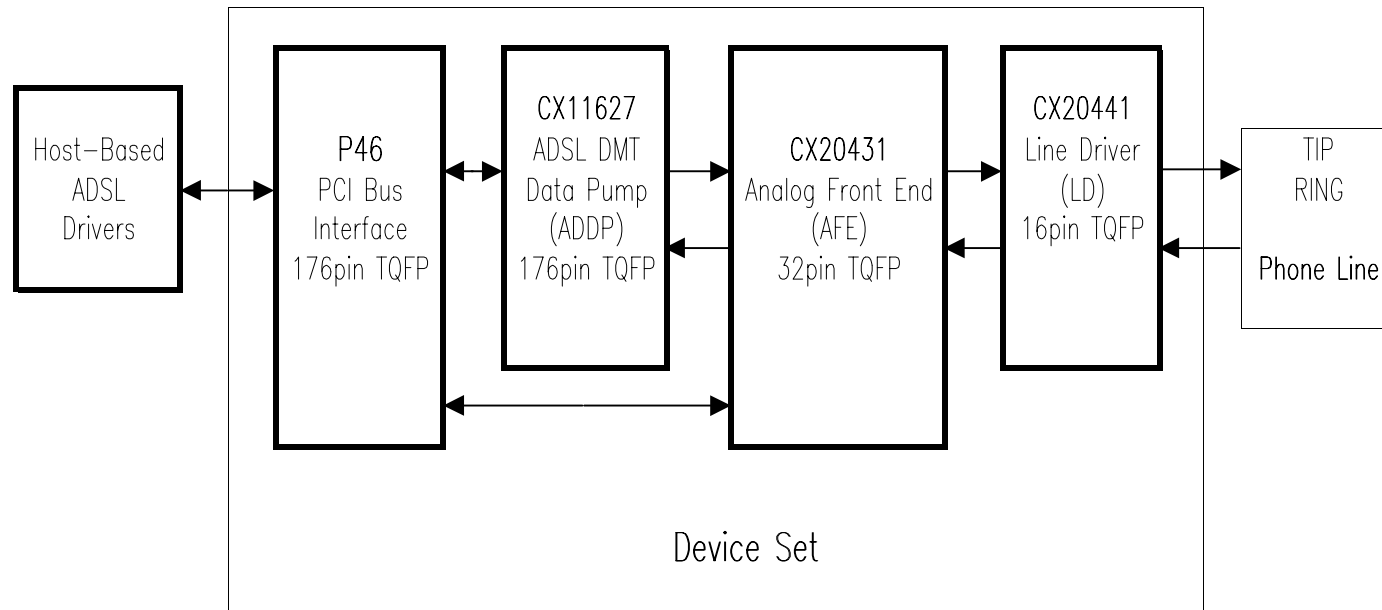 Host-Based
ADSL
Drivers
P46
PCI Bus
Interface
176pin TQFP
CX11627
ADSL DMT
Data Pump
(ADDP)
176pin TQFP
CX20431
Analog Front End
(AFE)
32pin TQFP
CX20441
Line Driver
(LD)
16pin TQFP
TIP
RING
Phone Line
Device Set